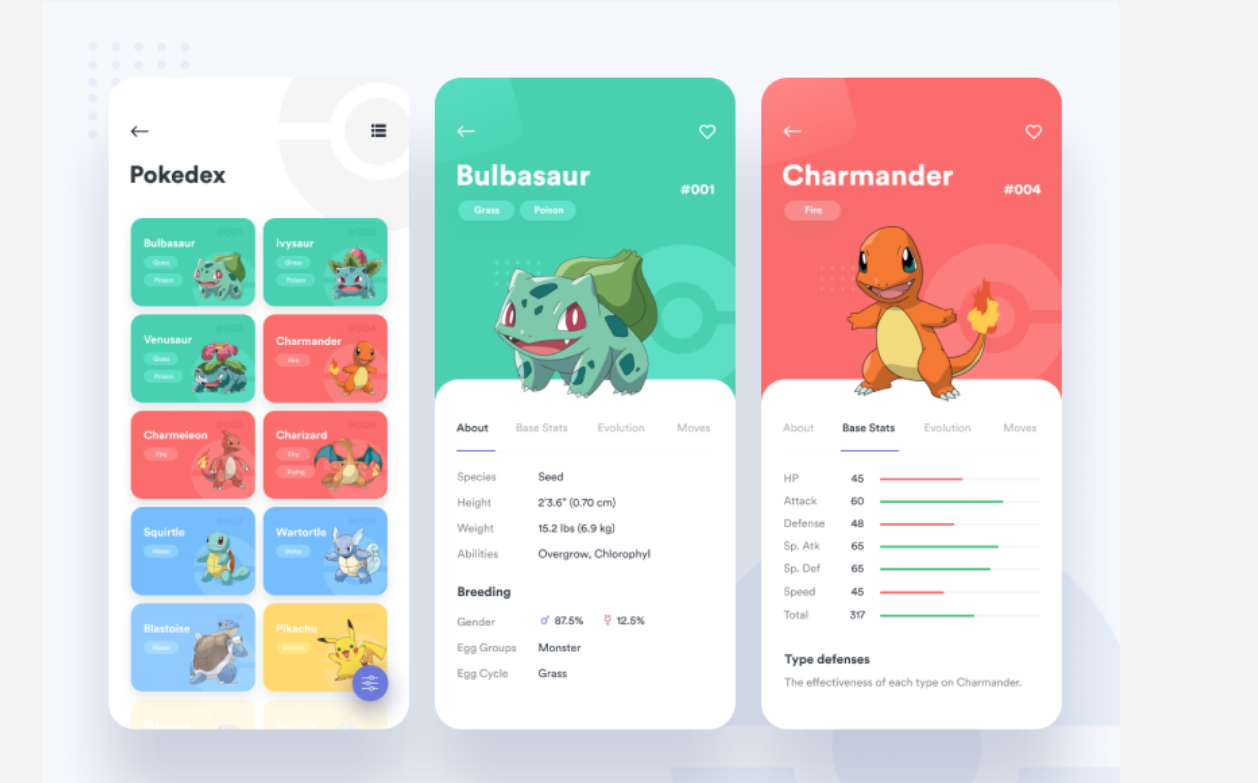 Pokedex
#001
Bulbasaur
Grass
Poison
#002
Ivysaur
Grass
Poison
#003
Venusaur
Grass
Poison
#004
Charmander
Fire
#005
Charmeleon
Fire
#006
Charizard
Fire
Flying
#007
Squirtle
Water
#008
Wartortle
Water
Blastoise
Water
Pikachu
Bulbasaur
#001
Grass Poison
About Base Stats Evolution Moves
Species Seed
Height 2'3.6" (0.70 cm)
Weight 15.2 lbs (6.9 kg)
Abilities Overgrow, Chlorophyl
Breeding
Gender ♂ 87.5% ☿ 12.5%
Egg Groups Monster
Egg Cycle Grass
Charmander
#004
Fire
About Base Stats Evolution Moves
HP 45
Attack 60
Defense 48
Sp. Atk 65
Sp. Def 65
Speed 45
Total 317
Type defenses
The effectiveness of each type on Charmander.